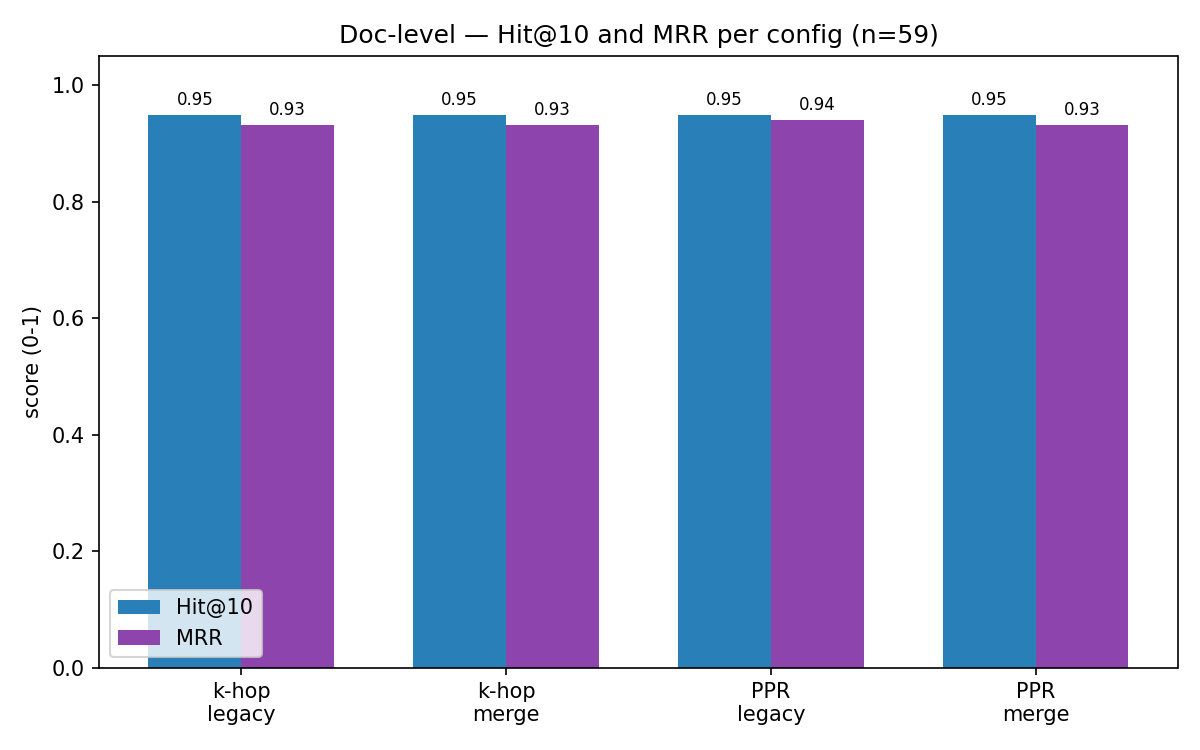 Doc-level — Hit@10 and MRR per config (n=59)
1.0
0.8
0.6
0.4
0.2
0.0
score (0-1)
0.95
0.93
0.95
0.93
0.95
0.94
0.95
0.93
Hit@10
MRR
k-hop
legacy
k-hop
merge
PPR
legacy
PPR
merge